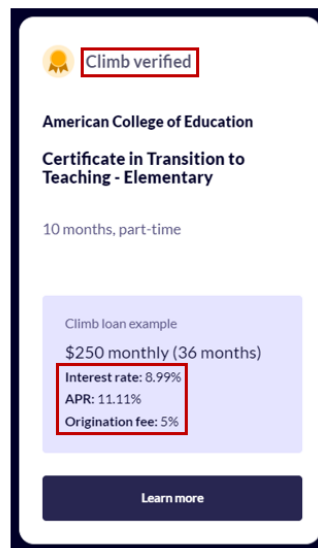 Climb verified
American College of Education
Certificate in Transition to
Teaching - Elementary
10 months, part-time
Climb loan example
$250 monthly (36 months)
Interest rate: 8.99%
APR: 11.11%
Origination fee: 5%
Learn more